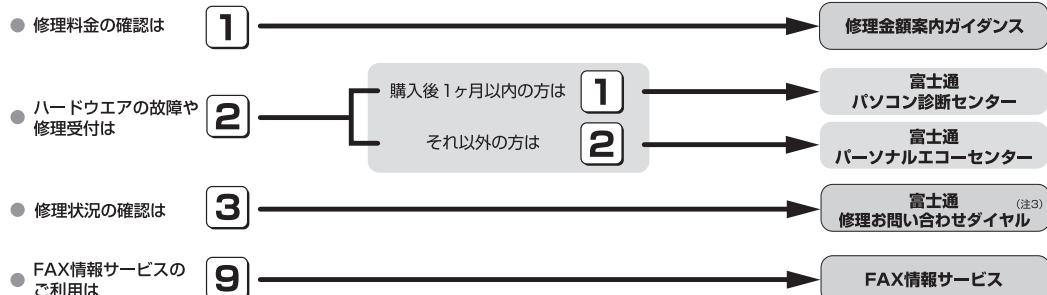 修理料金の確認は
1
修理金額案内ガイダンス
ハードウエアの故障や
修理受付は
2
購入後1ヶ月以内の方は
1
富士通
パソコン診断センター
それ以外の方は
2
富士通
パーソナルエコーセンター
修理状況の確認は
3
富士通 (注3)
修理お問い合わせダイヤル
FAX情報サービスの
ご利用は
9
FAX情報サービス